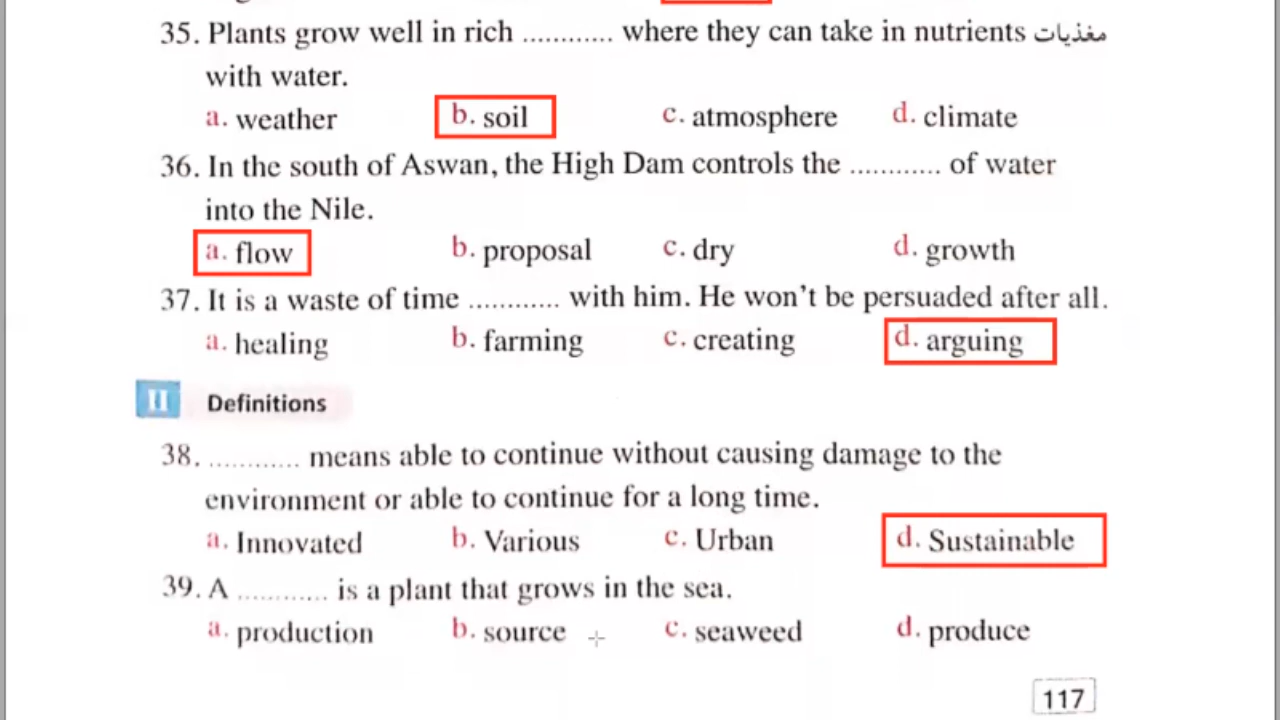 35. Plants grow well in rich ............ where they can take in nutrients مغذيات
with water.
a. weather b. soil c. atmosphere d. climate
36. In the south of Aswan, the High Dam controls the ............ of water
into the Nile.
a. flow b. proposal c. dry d. growth
37. It is a waste of time ............ with him. He won't be persuaded after all.
a. healing b. farming c. creating d. arguing
II Definitions
38. ............ means able to continue without causing damage to the
environment or able to continue for a long time.
a. Innovated b. Various c. Urban d. Sustainable
39. A ............ is a plant that grows in the sea.
a. production b. source c. seaweed d. produce
117